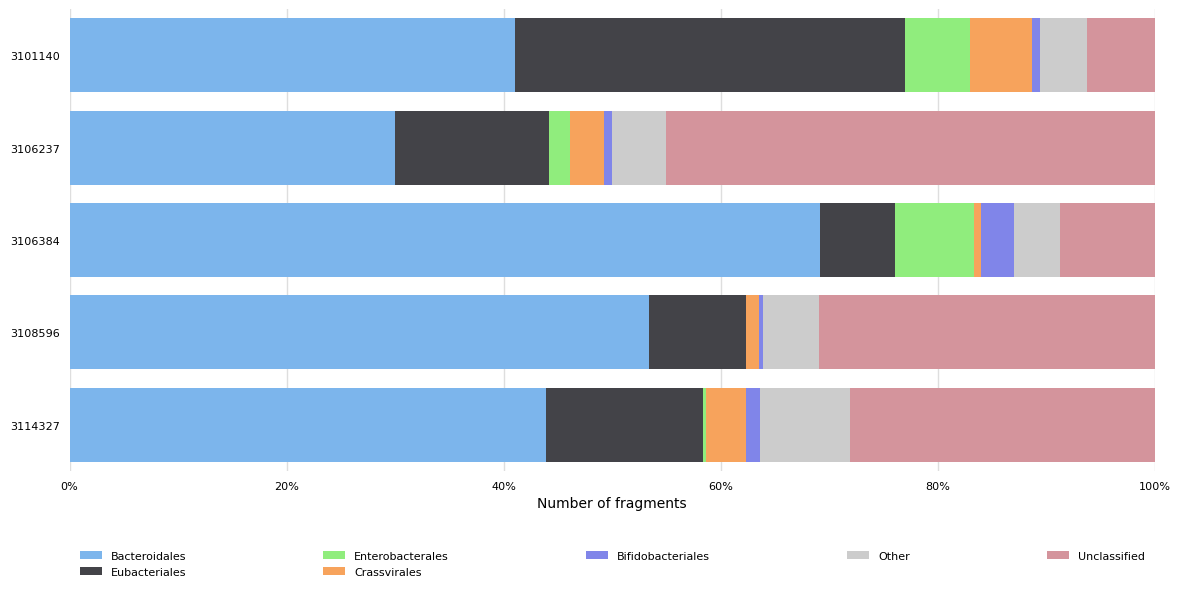 3101140
3106237
3106384
3108596
3114327
0% 20% 40% 60% 80% 100%
Number of fragments
Bacteroidales Enterobacterales Bifidobacteriales Other Unclassified
Eubacteriales Crassvirales